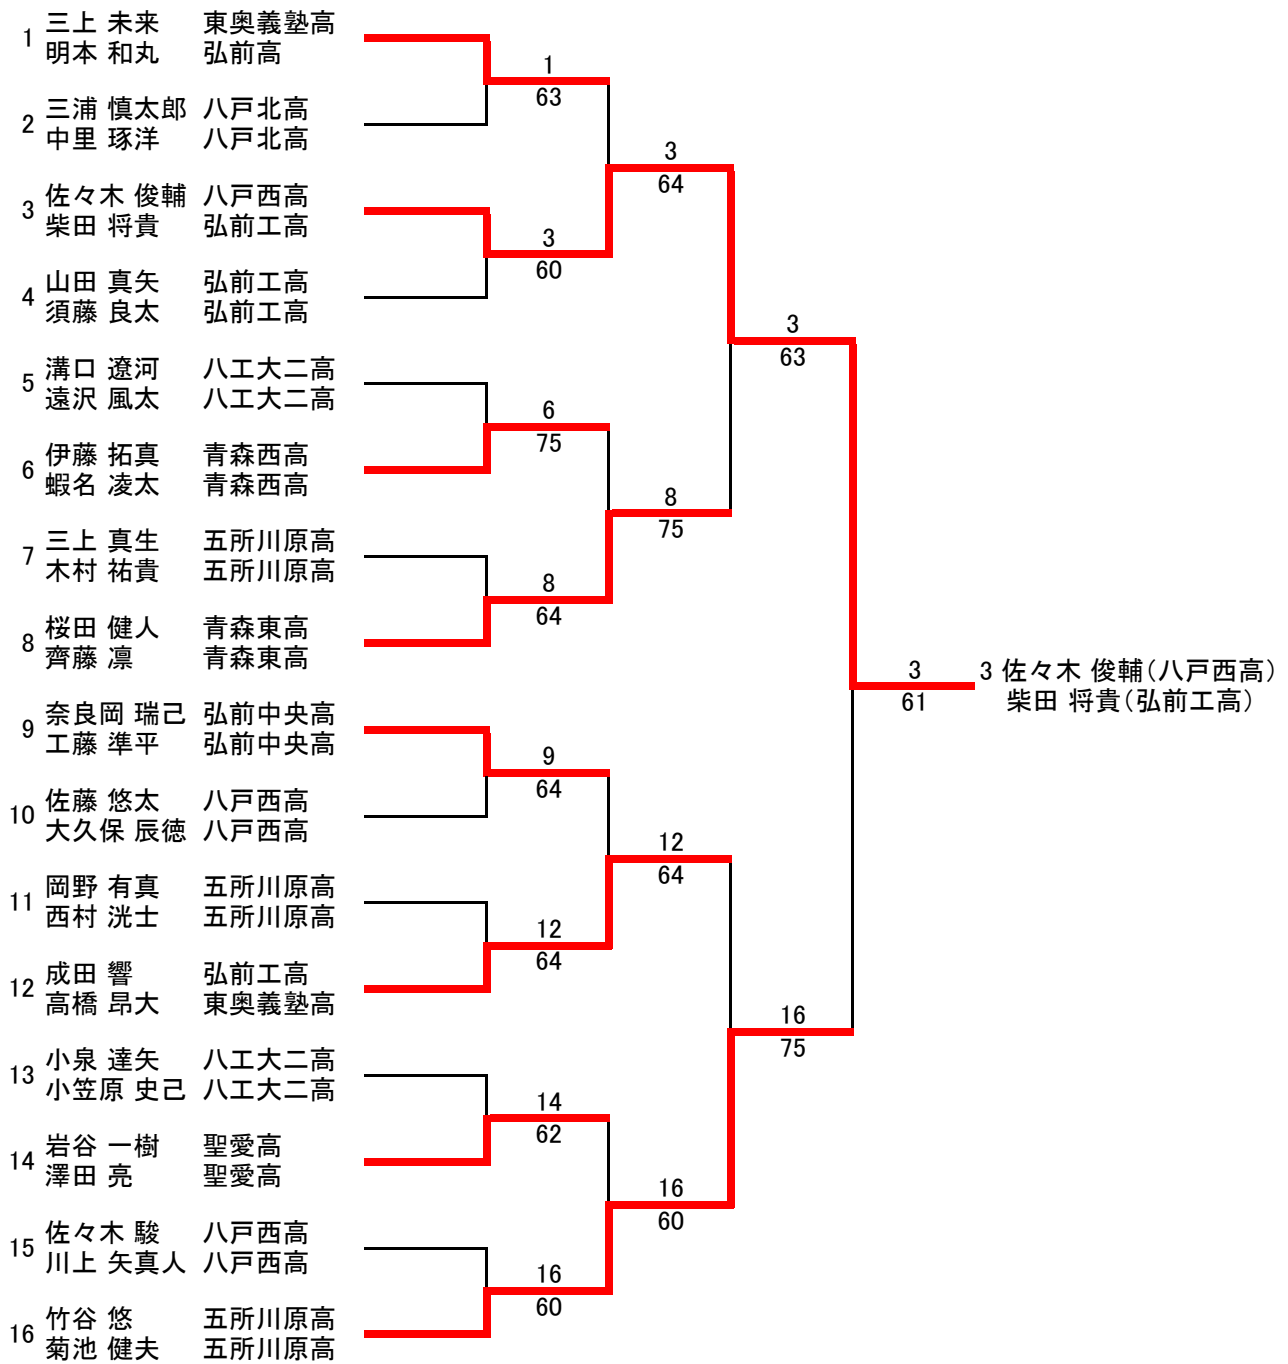 1 三上 未来 東奥義塾高
明本 和丸 弘前高
2 三浦 慎太郎 八戸北高
中里 琢洋 八戸北高
3 佐々木 俊輔 八戸西高
柴田 将貴 弘前工高
4 山田 真矢 弘前工高
須藤 良太 弘前工高
5 溝口 遼河 八工大二高
遠沢 風太 八工大二高
6 伊藤 拓真 青森西高
蝦名 凌太 青森西高
7 三上 真生 五所川原高
木村 祐貴 五所川原高
8 桜田 健人 青森東高
齊藤 凛 青森東高
9 奈良岡 瑞己 弘前中央高
工藤 準平 弘前中央高
10 佐藤 悠太 八戸西高
大久保 辰徳 八戸西高
11 岡野 有真 五所川原高
西村 洸士 五所川原高
12 成田 響 弘前工高
高橋 昂大 東奥義塾高
13 小泉 達矢 八工大二高
小笠原 史己 八工大二高
14 岩谷 一樹 聖愛高
澤田 亮 聖愛高
15 佐々木 駿 八戸西高
川上 矢真人 八戸西高
16 竹谷 悠 五所川原高
菊池 健夫 五所川原高
1
63
3
60
6
75
8
64
9
64
12
64
14
62
16
60
3
64
8
75
12
64
16
60
3
63
16
75
3
61
3 佐々木 俊輔(八戸西高)
柴田 将貴(弘前工高)